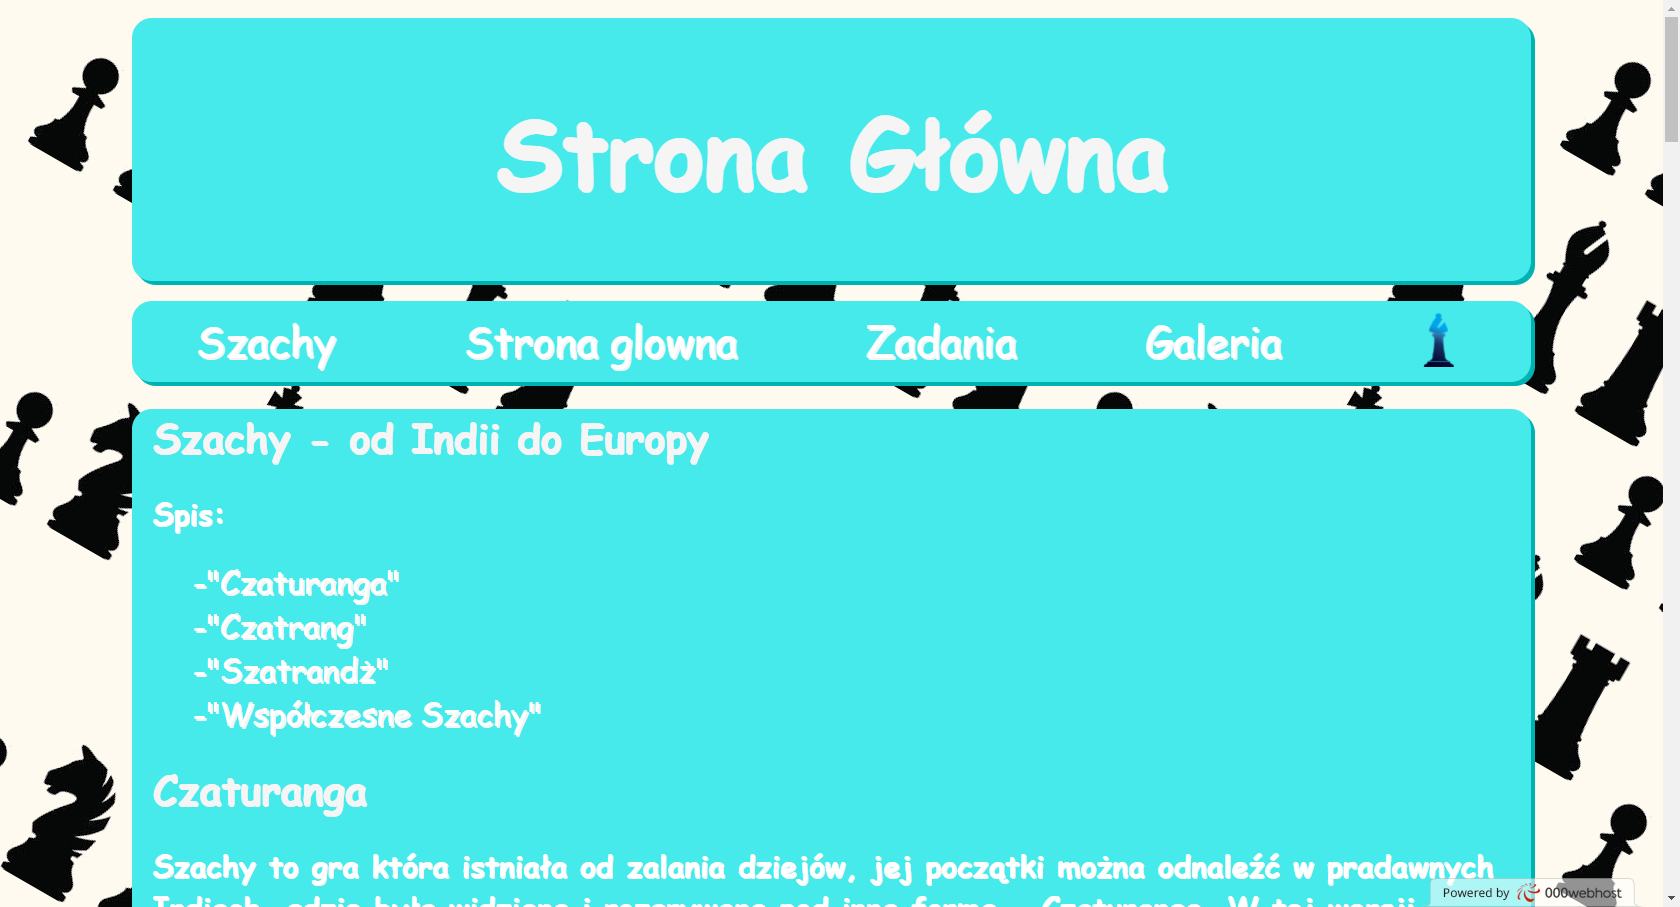 Strona Główna
Szachy Strona glowna Zadania Galeria
Szachy - od Indii do Europy
Spis:
-"Czaturanga"
-"Czatrang"
-"Szatrandż"
-"Współczesne Szachy"
Czaturanga
Szachy to gra która istniała od zalania dziejów, jej początki można odnaleźć w pradawnych
Powered by 000webhost